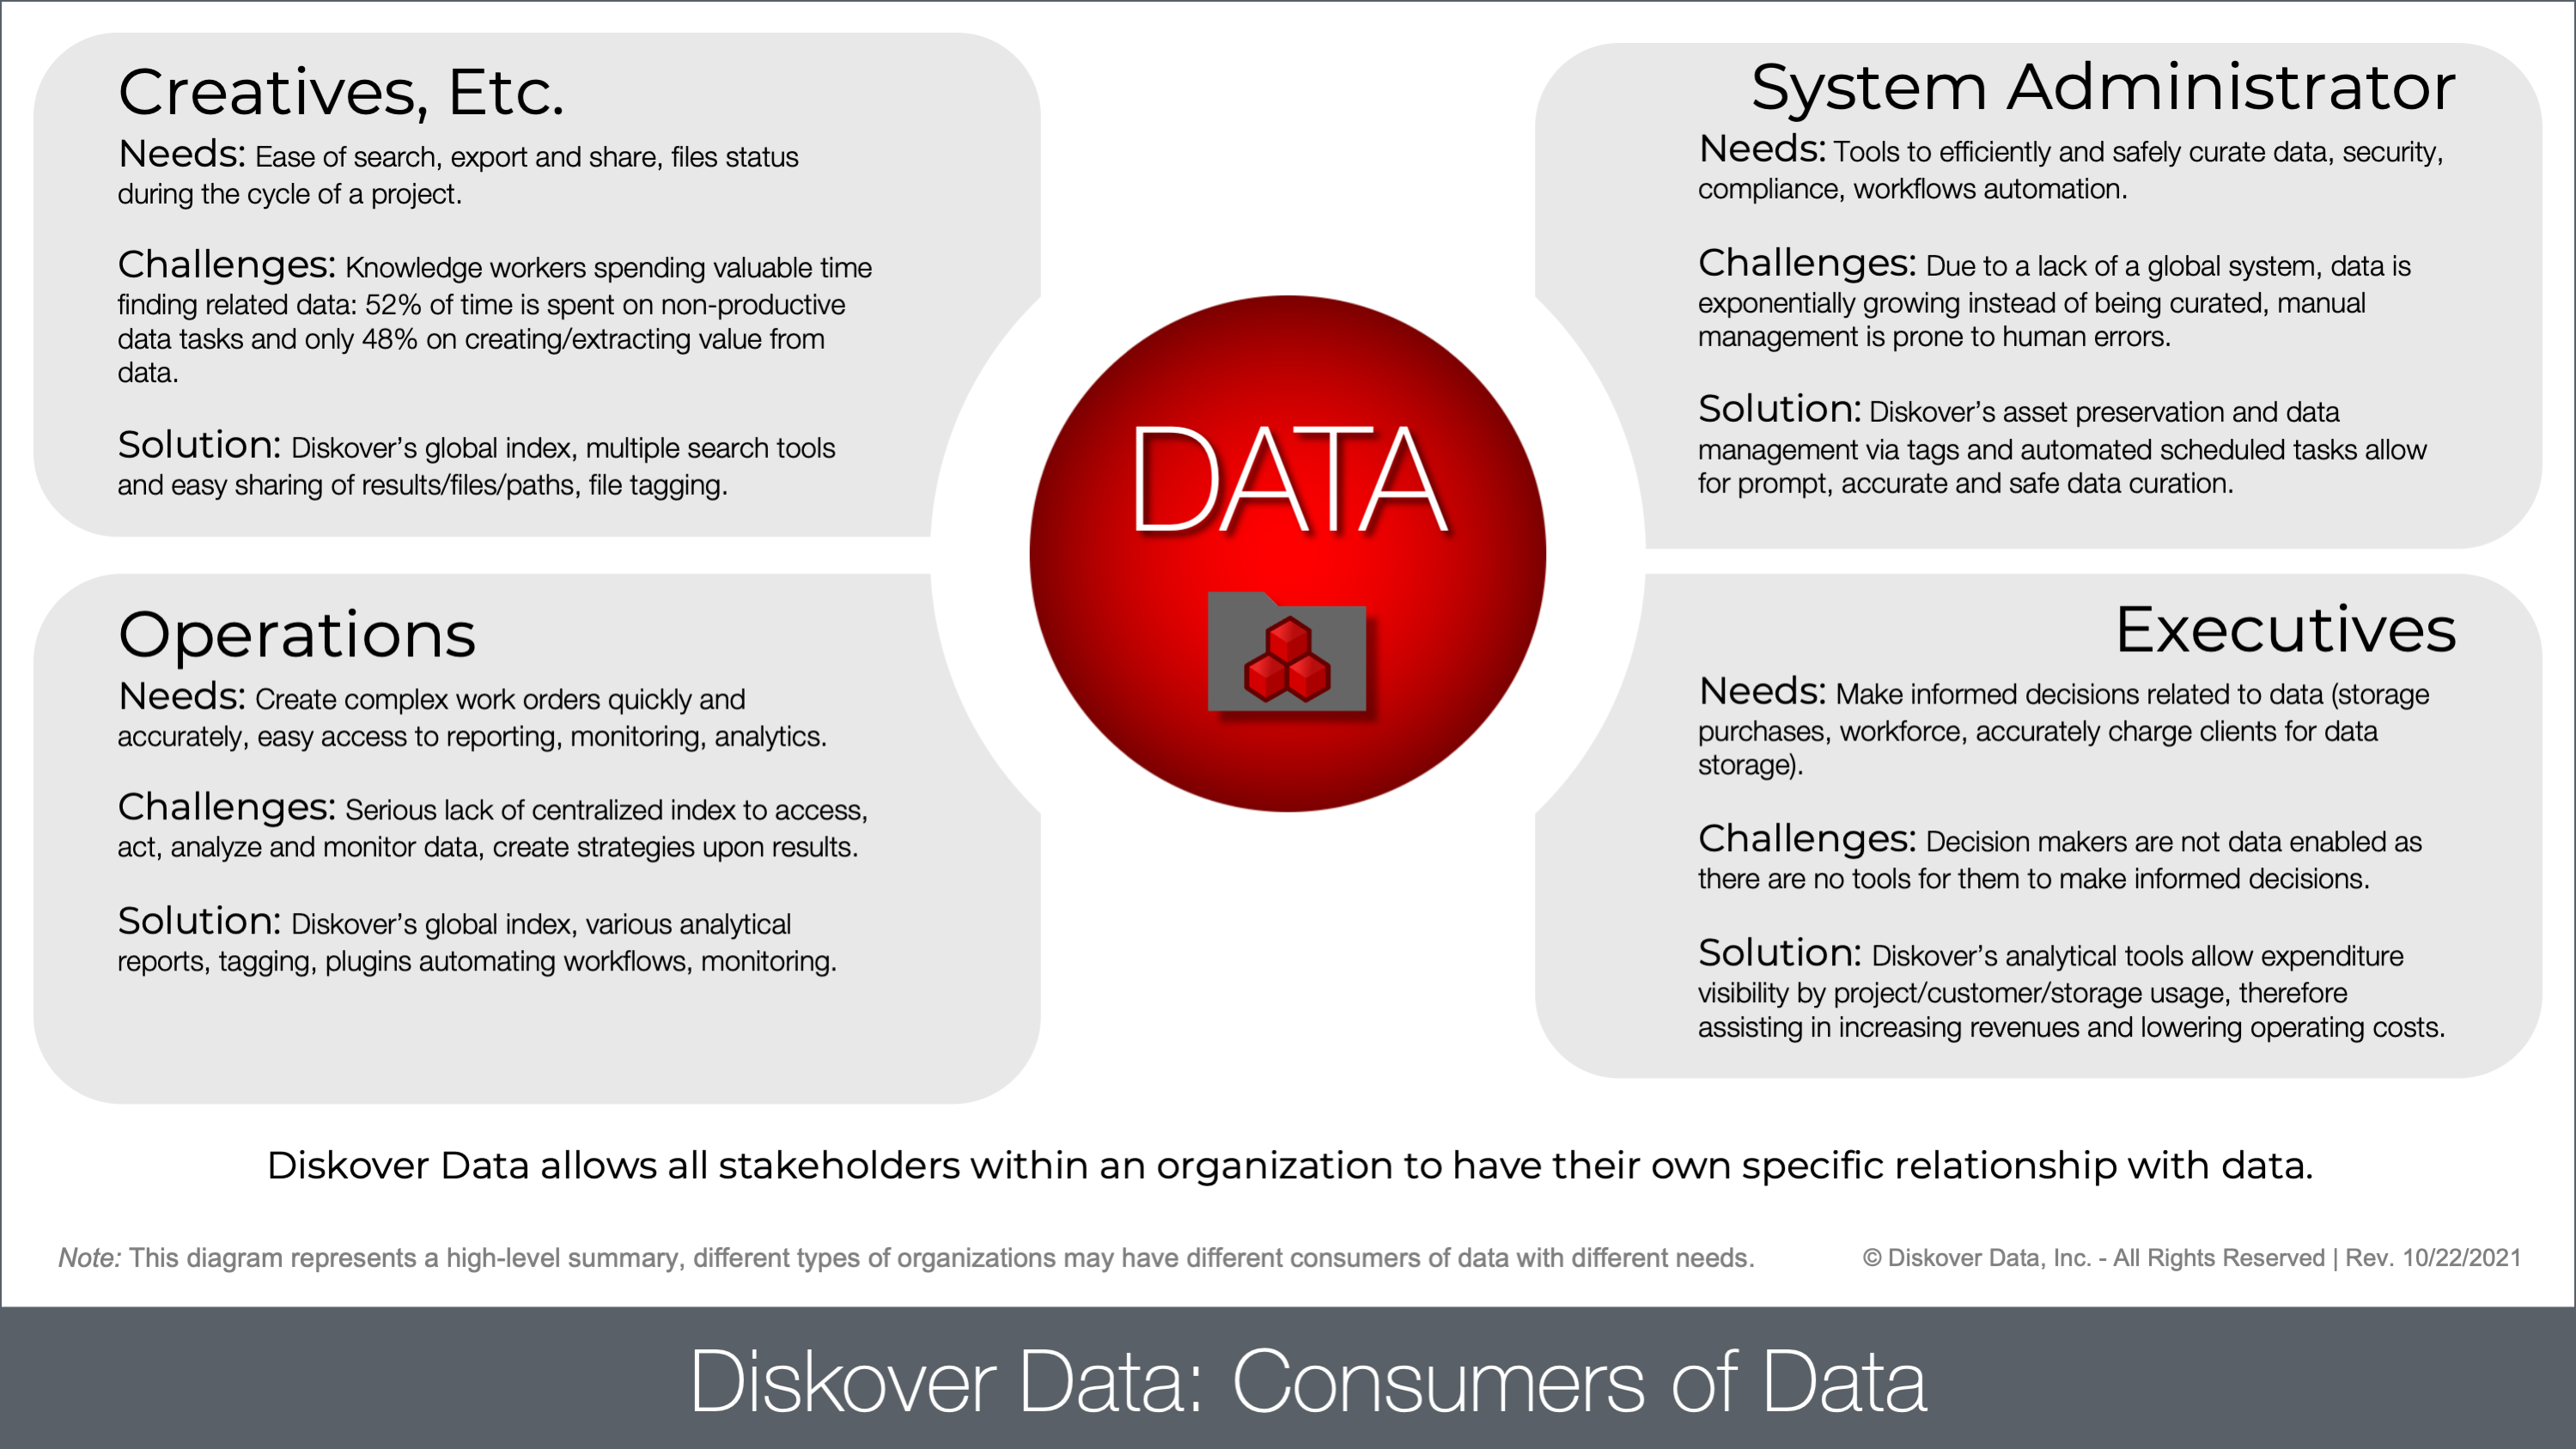 Creatives, Etc.
Needs: Ease of search, export and share, files status
during the cycle of a project.
Challenges: Knowledge workers spending valuable time
finding related data: 52% of time is spent on non-productive
data tasks and only 48% on creating/extracting value from
data.
Solution: Diskover’s global index, multiple search tools
and easy sharing of results/files/paths, file tagging.
System Administrator
Needs: Tools to efficiently and safely curate data, security,
compliance, workflows automation.
Challenges: Due to a lack of a global system, data is
exponentially growing instead of being curated, manual
management is prone to human errors.
Solution: Diskover’s asset preservation and data
management via tags and automated scheduled tasks allow
for prompt, accurate and safe data curation.
DATA
Operations
Needs: Create complex work orders quickly and
accurately, easy access to reporting, monitoring, analytics.
Challenges: Serious lack of centralized index to access,
act, analyze and monitor data, create strategies upon results.
Solution: Diskover’s global index, various analytical
reports, tagging, plugins automating workflows, monitoring.
Executives
Needs: Make informed decisions related to data (storage
purchases, workforce, accurately charge clients for data
storage).
Challenges: Decision makers are not data enabled as
there are no tools for them to make informed decisions.
Solution: Diskover’s analytical tools allow expenditure
visibility by project/customer/storage usage, therefore
assisting in increasing revenues and lowering operating costs.
Diskover Data allows all stakeholders within an organization to have their own specific relationship with data.
Note: This diagram represents a high-level summary, different types of organizations may have different consumers of data with different needs.
© Diskover Data, Inc. - All Rights Reserved | Rev. 10/22/2021
Diskover Data: Consumers of Data